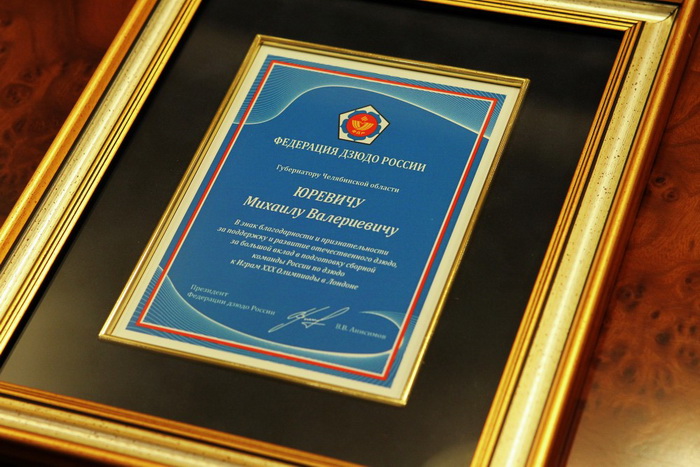 ФЕДЕРАЦИЯ ДЗЮДО РОССИИ
Губернатору Челябинской области
ЮРЕВИЧУ
Михаилу Валериевичу
В знак благодарности и признательности
за поддержку и развитие отечественного дзюдо,
за большой вклад в подготовку сборной
команды России по дзюдо
к Играм XXX Олимпиады в Лондоне
Президент
Федерации дзюдо России
В.В. Анисимов